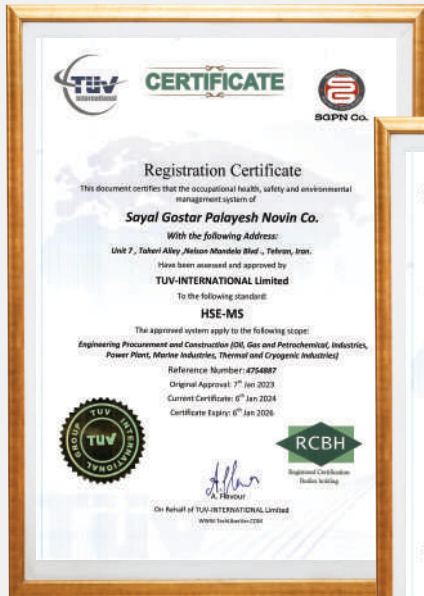 TÜV
International
CERTIFICATE
SGPN Co.
Registration Certificate
This document certifies that the occupational health, safety and environmental
management system of
Sayal Gostar Palayesh Novin Co.
With the following Address:
Unit 7 , Taheri Alley ,Nelson Mandela Blvd ., Tehran, Iran.
Have been assessed and approved by
TUV-INTERNATIONAL Limited
To the following standard:
HSE-MS
The approved system apply to the following scope:
Engineering Procurement and Construction (Oil, Gas and Petrochemical, Industries,
Power Plant, Marine Industries, Thermal and Cryogenic Industries)
Reference Number: 4754887
Original Approval: 7th Jan 2023
Current Certificate: 6th Jan 2024
Certificate Expiry: 6th Jan 2026
TUV INTERNATIONAL GROUP
TUV
RCBH
Registered Certification
Bodies holding
A. Flavour
On Behalf of TUV-INTERNATIONAL Limited